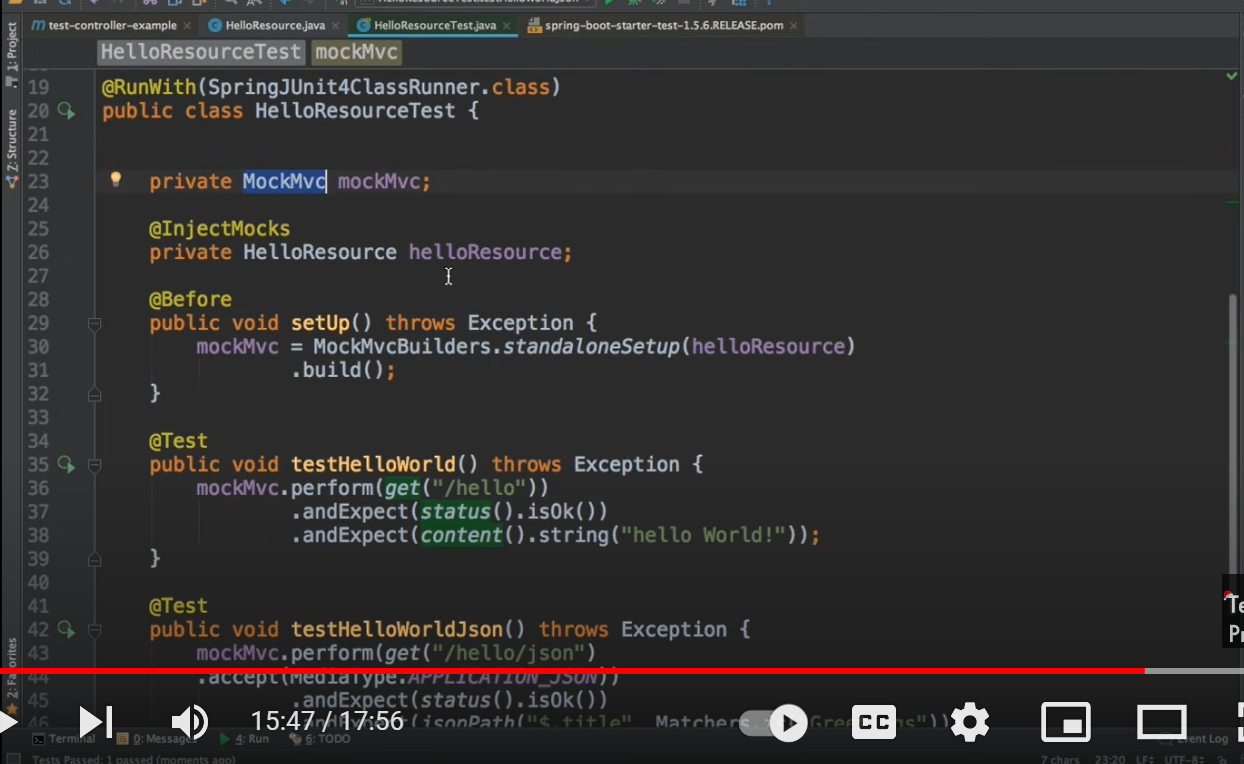 test-controller-example
HelloResource.java
HelloResourceTest.java
spring-boot-starter-test-1.5.6.RELEASE.pom
1: Project
HelloResourceTest
mockMvc
19 @RunWith(SpringJUnit4ClassRunner.class)
20 public class HelloResourceTest {
Z: Structure
21
22
23 private MockMvc mockMvc;
24
25 @InjectMocks
26 private HelloResource helloResource;
27
28 @Before
29 public void setUp() throws Exception {
30 mockMvc = MockMvcBuilders.standaloneSetup(helloResource)
31 .build();
32 }
33
34 @Test
35 public void testHelloWorld() throws Exception {
36 mockMvc.perform(get("/hello"))
37 .andExpect(status().isOk())
38 .andExpect(content().string("hello World!"));
39 }
40
41 @Test
42 public void testHelloWorldJson() throws Exception {
43 mockMvc.perform(get("/hello/json")
44 .accept(MediaType.APPLICATION_JSON))
45 .andExpect(status().isOk())
46 .andExpect(jsonPath("$.title", Matchers.
15:47 / 17:56
CC
Terminal
0: Messages
4: Run
6: TODO
Event Log
Tests Passed: 1 passed (moments ago)
7 chars
23:20
LF:
UTF-8: